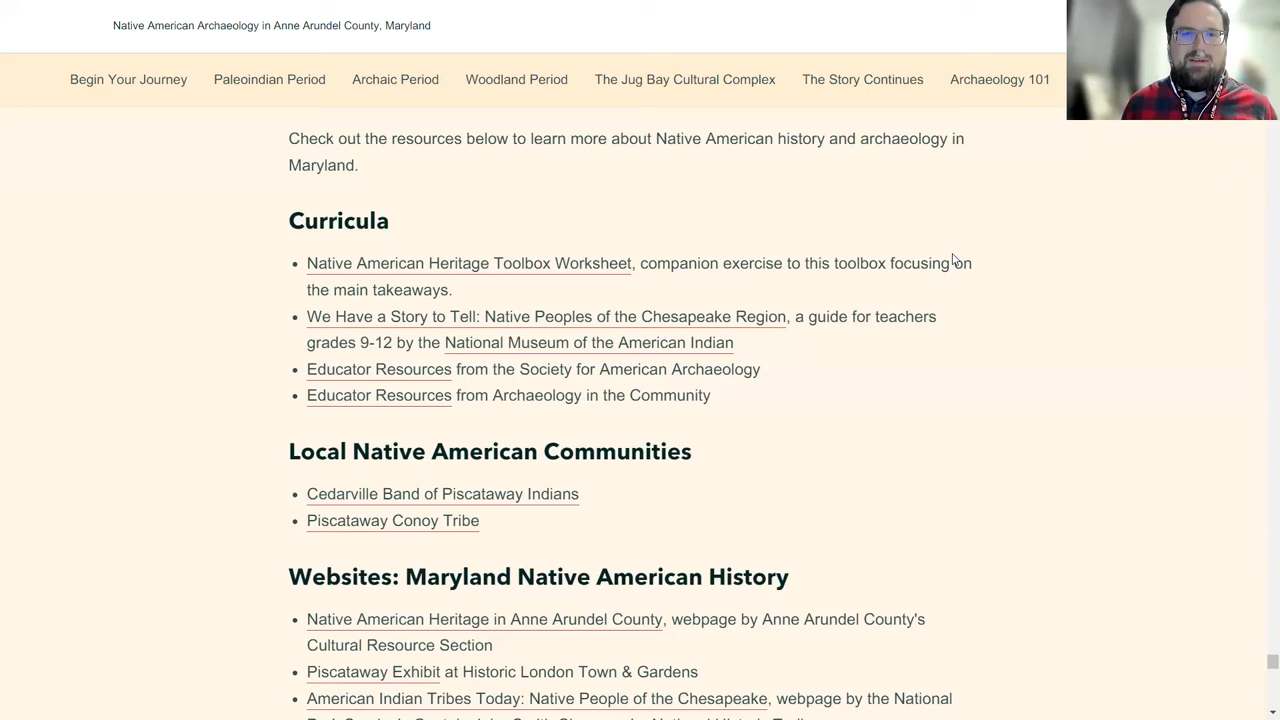 Native American Archaeology in Anne Arundel County, Maryland
Begin Your Journey Paleoindian Period Archaic Period Woodland Period The Jug Bay Cultural Complex The Story Continues Archaeology 101
Check out the resources below to learn more about Native American history and archaeology in
Maryland.
Curricula
• Native American Heritage Toolbox Worksheet, companion exercise to this toolbox focusing on
the main takeaways.
• We Have a Story to Tell: Native Peoples of the Chesapeake Region, a guide for teachers
grades 9-12 by the National Museum of the American Indian
• Educator Resources from the Society for American Archaeology
• Educator Resources from Archaeology in the Community
Local Native American Communities
• Cedarville Band of Piscataway Indians
• Piscataway Conoy Tribe
Websites: Maryland Native American History
• Native American Heritage in Anne Arundel County, webpage by Anne Arundel County's
Cultural Resource Section
• Piscataway Exhibit at Historic London Town & Gardens
• American Indian Tribes Today: Native People of the Chesapeake, webpage by the National